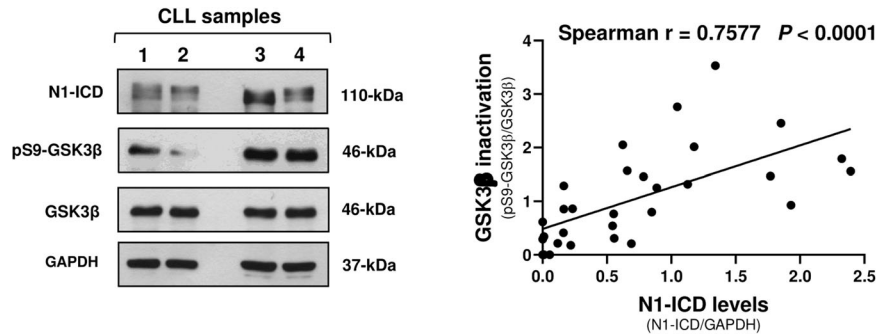 CLL samples
1 2 3 4
N1-ICD 110-kDa
pS9-GSK3β 46-kDa
GSK3β 46-kDa
GAPDH 37-kDa
Spearman r = 0.7577 P < 0.0001
GSK3β inactivation
(pS9-GSK3β/GSK3β)
4
3
2
1
0
0.0 0.5 1.0 1.5 2.0 2.5
N1-ICD levels
(N1-ICD/GAPDH)